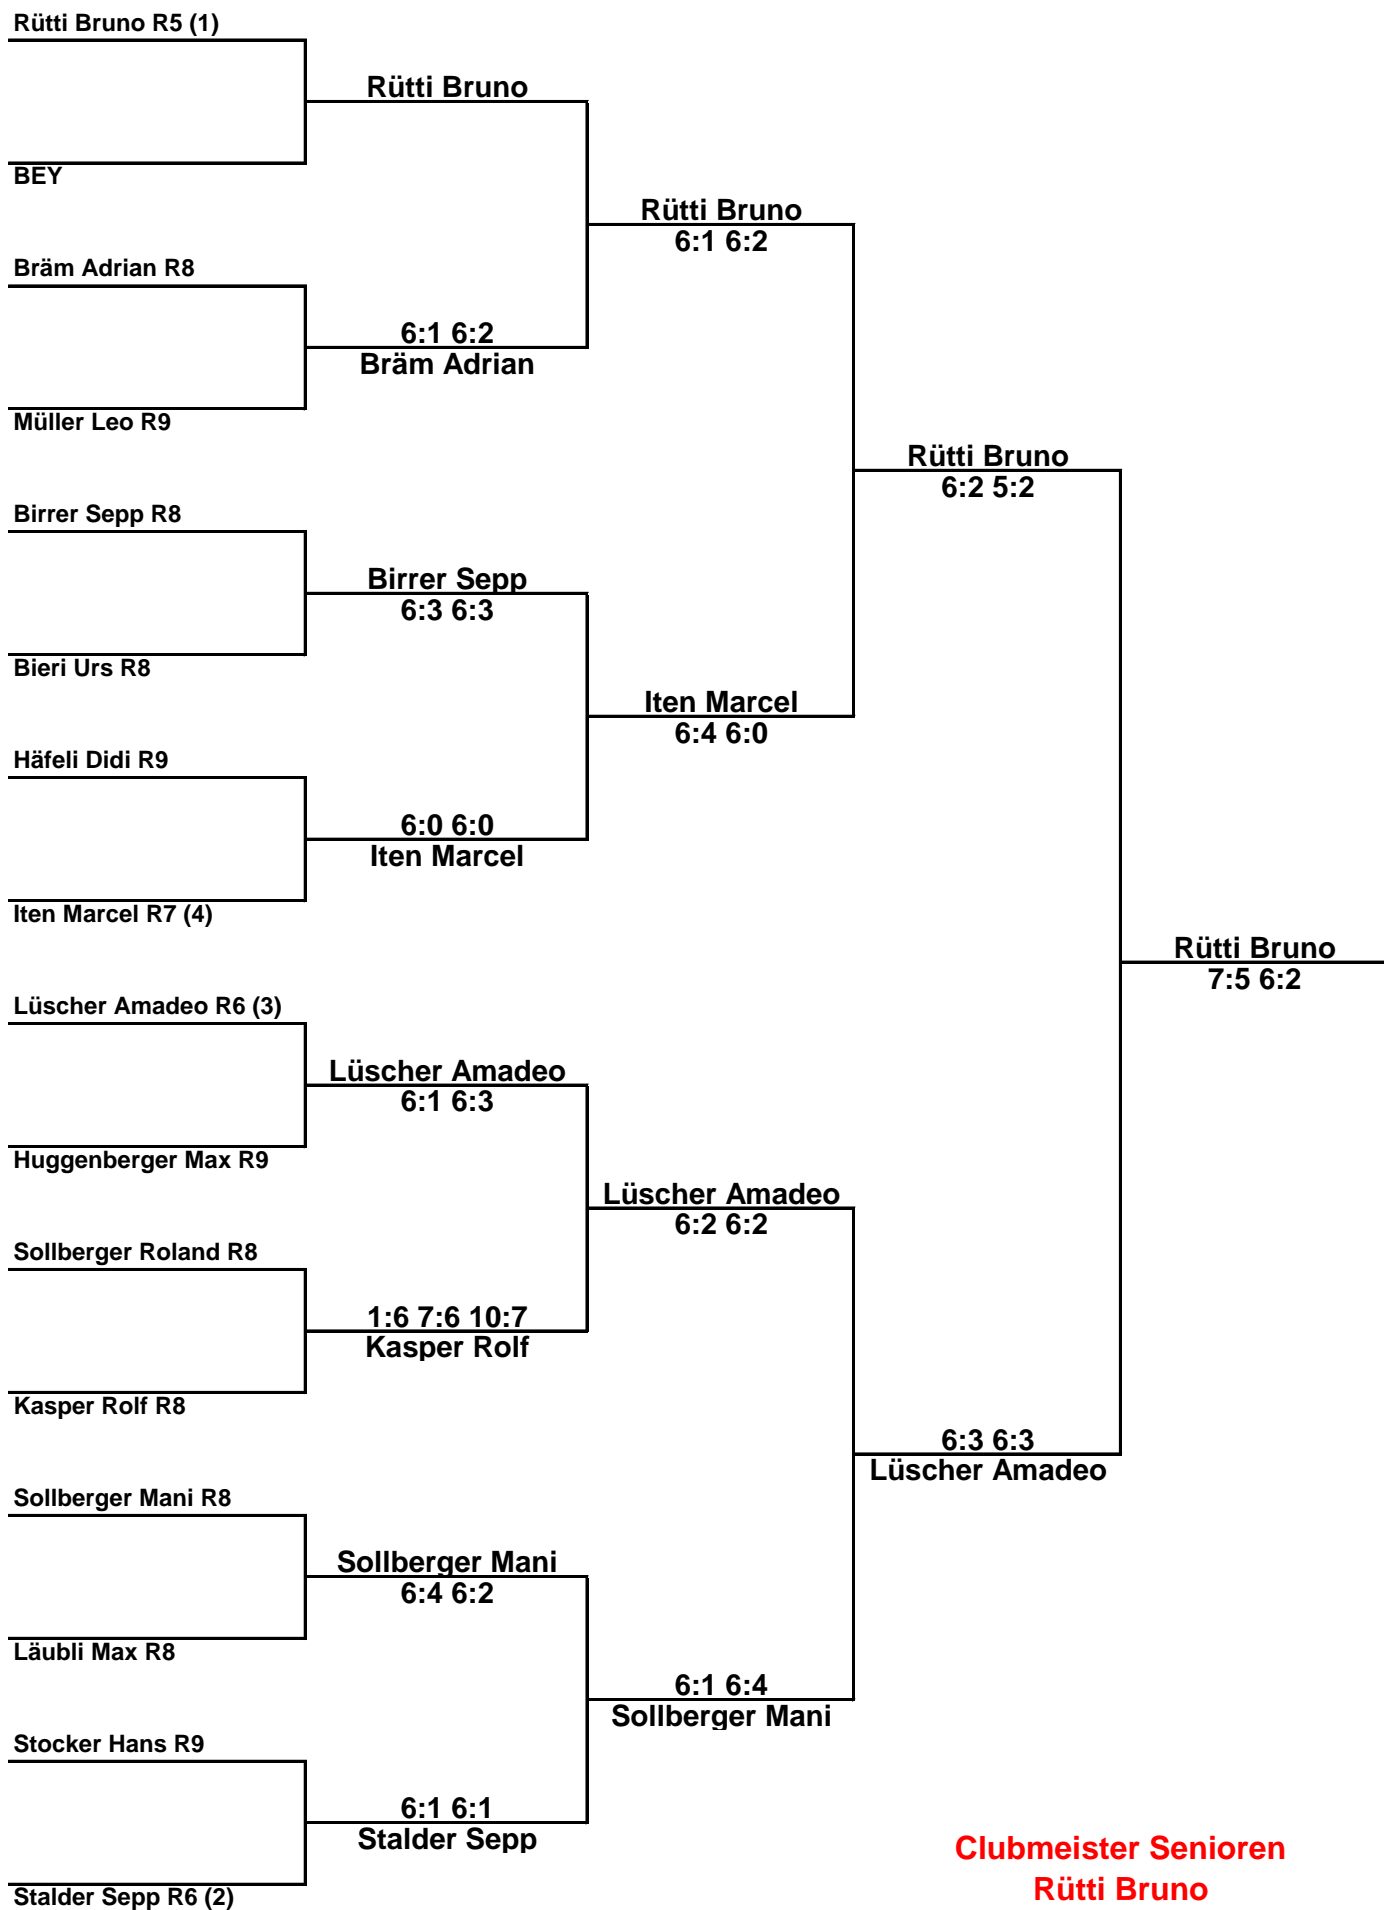 Rütti Bruno R5 (1)
Rütti Bruno
BEY
Rütti Bruno
6:1 6:2
Bräm Adrian R8
6:1 6:2
Bräm Adrian
Müller Leo R9
Rütti Bruno
6:2 5:2
Birrer Sepp R8
Birrer Sepp
6:3 6:3
Bieri Urs R8
Iten Marcel
6:4 6:0
Häfeli Didi R9
6:0 6:0
Iten Marcel
Iten Marcel R7 (4)
Rütti Bruno
7:5 6:2
Lüscher Amadeo R6 (3)
Lüscher Amadeo
6:1 6:3
Huggenberger Max R9
Lüscher Amadeo
6:2 6:2
Sollberger Roland R8
1:6 7:6 10:7
Kasper Rolf
Kasper Rolf R8
6:3 6:3
Lüscher Amadeo
Sollberger Mani R8
Sollberger Mani
6:4 6:2
Läubli Max R8
6:1 6:4
Sollberger Mani
Stocker Hans R9
6:1 6:1
Stalder Sepp
Stalder Sepp R6 (2)
Clubmeister Senioren
Rütti Bruno